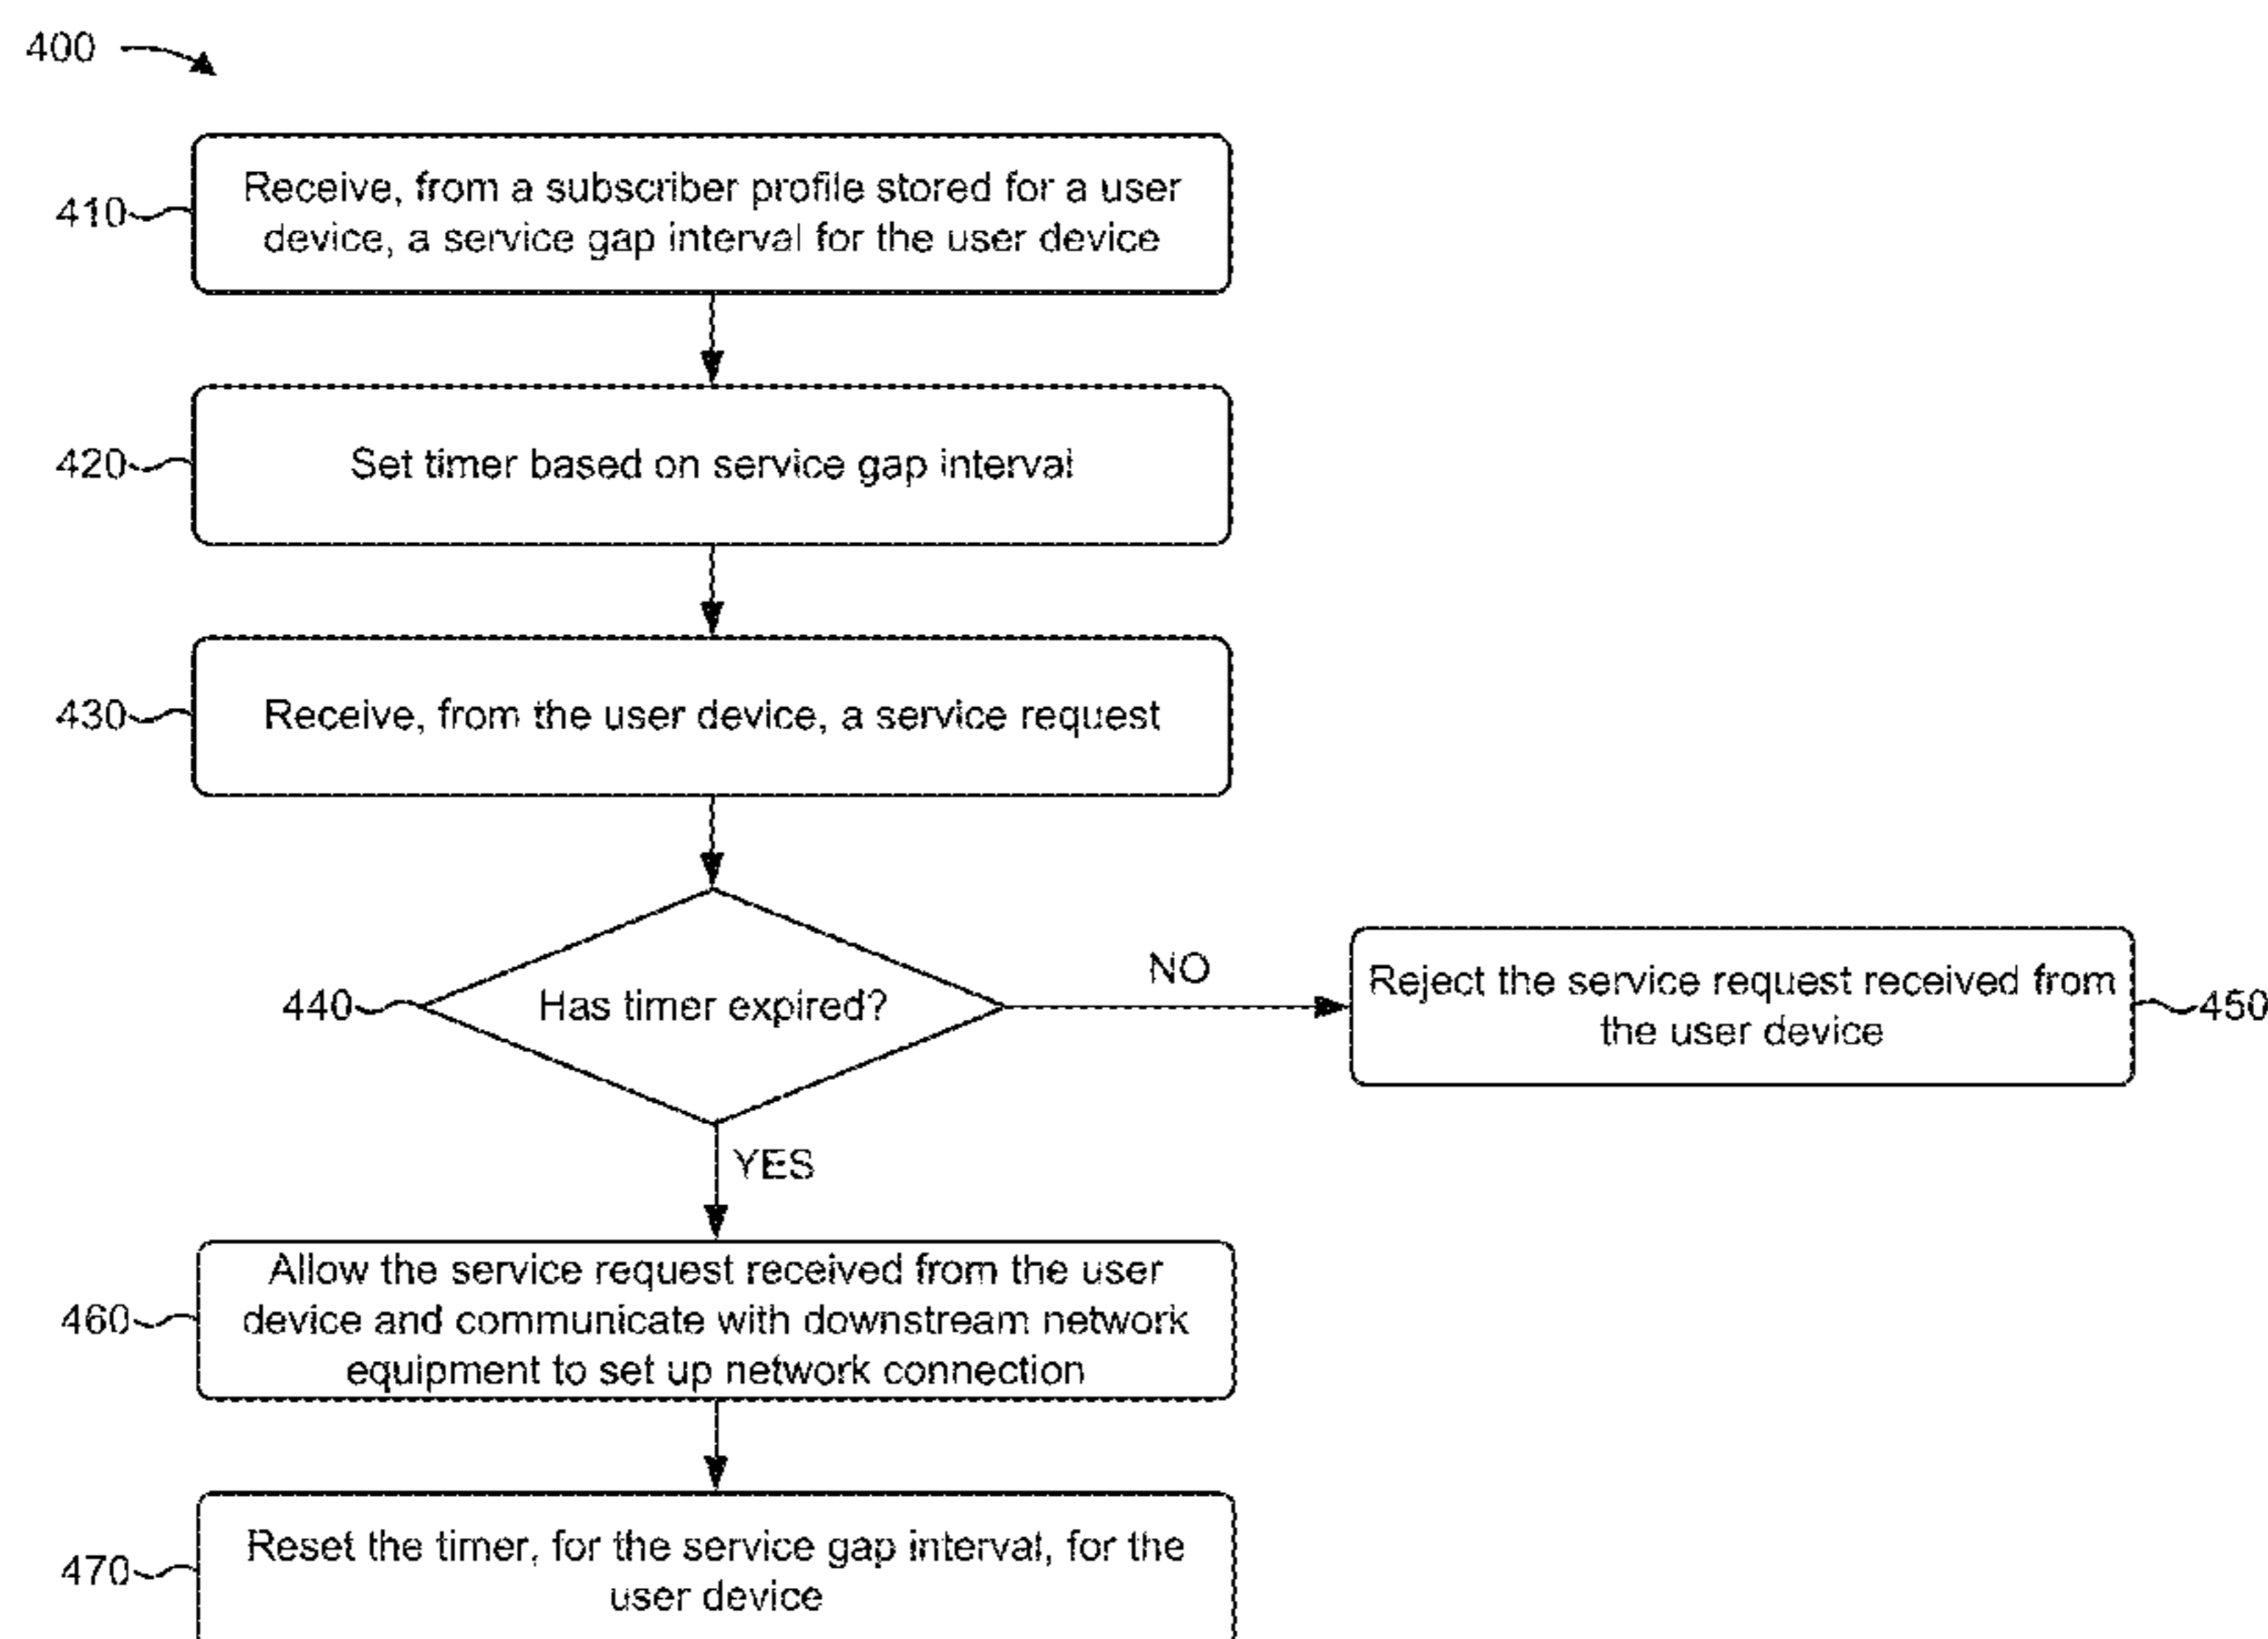 400
410
Receive, from a subscriber profile stored for a user
device, a service gap interval for the user device
420
Set timer based on service gap interval
430
Receive, from the user device, a service request
440
Has timer expired?
NO
Reject the service request received from
the user device
450
YES
460
Allow the service request received from the user
device and communicate with downstream network
equipment to set up network connection
470
Reset the timer, for the service gap interval, for the
user device